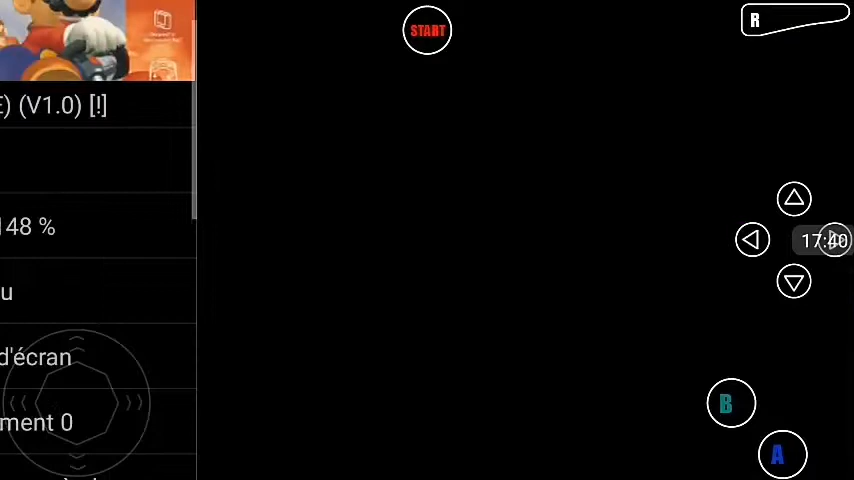 START
R
E) (V1.0) [!]
148 %
u
17:40
d'écran
B
ment 0
A